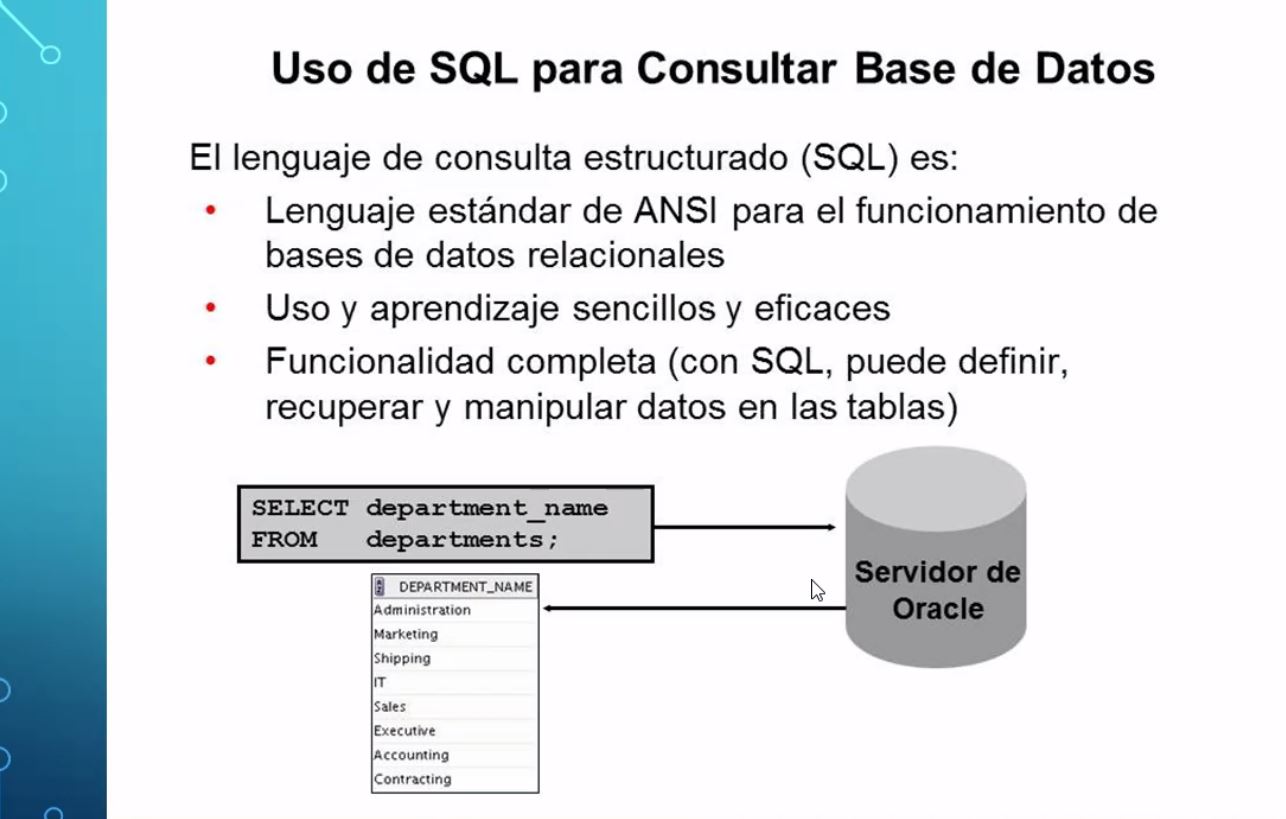 Uso de SQL para Consultar Base de Datos
El lenguaje de consulta estructurado (SQL) es:
• Lenguaje estándar de ANSI para el funcionamiento de
bases de datos relacionales
• Uso y aprendizaje sencillos y eficaces
• Funcionalidad completa (con SQL, puede definir,
recuperar y manipular datos en las tablas)
SELECT department_name
FROM departments;
Servidor de
Oracle
DEPARTMENT_NAME
Administration
Marketing
Shipping
IT
Sales
Executive
Accounting
Contracting